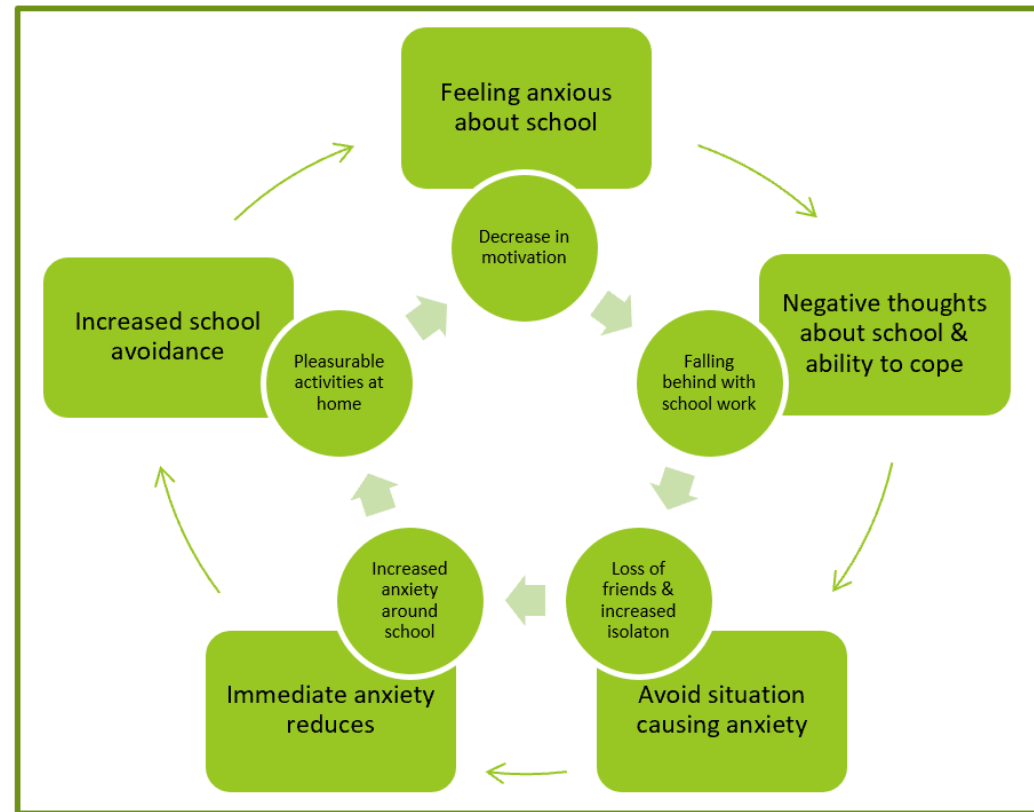 Feeling anxious
about school
Decrease in
motivation
Negative thoughts
about school &
ability to cope
Falling
behind with
school work
Avoid situation
causing anxiety
Loss of
friends &
increased
isolaton
Immediate anxiety
reduces
Increased
anxiety
around
school
Increased school
avoidance
Pleasurable
activities at
home